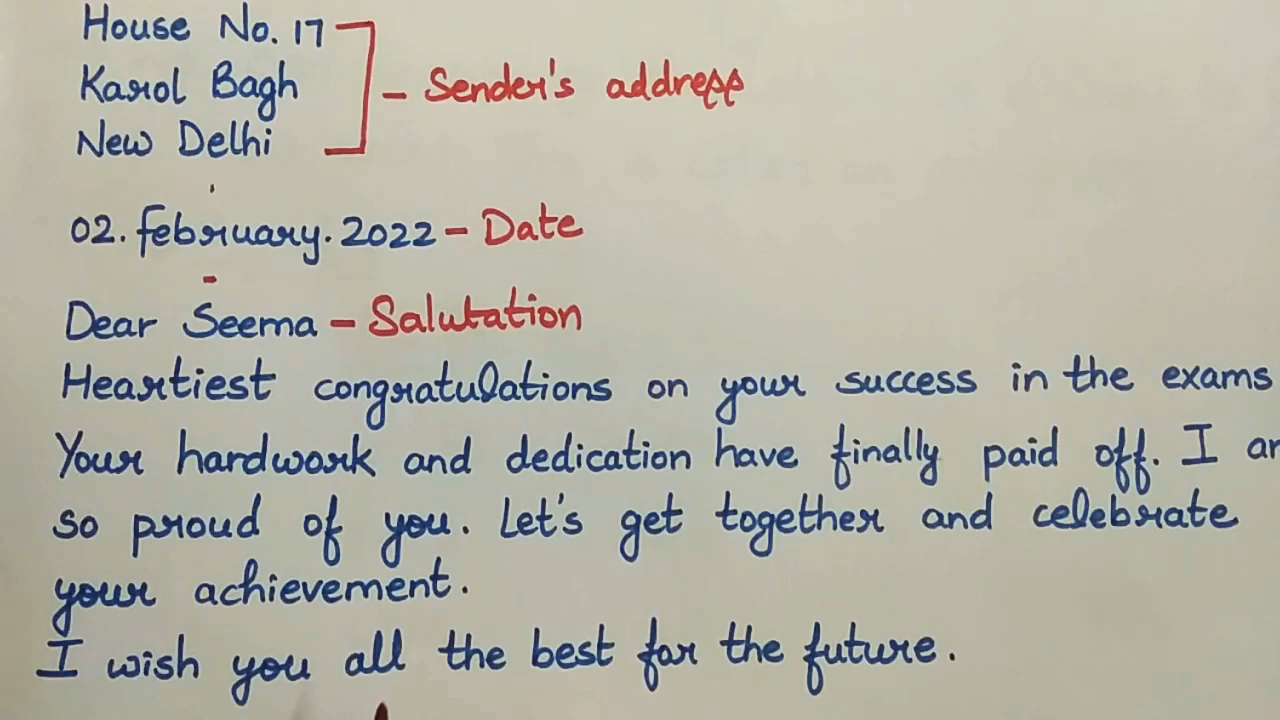 House No. 17
Karol Bagh - Sender's address
New Delhi
02. february. 2022 - Date
Dear Seema - Salutation
Heartiest congratulations on your success in the exams
Your hardwork and dedication have finally paid off. I
so proud of you. Let's get together and celebrate
your achievement.
I wish you all the best for the future.